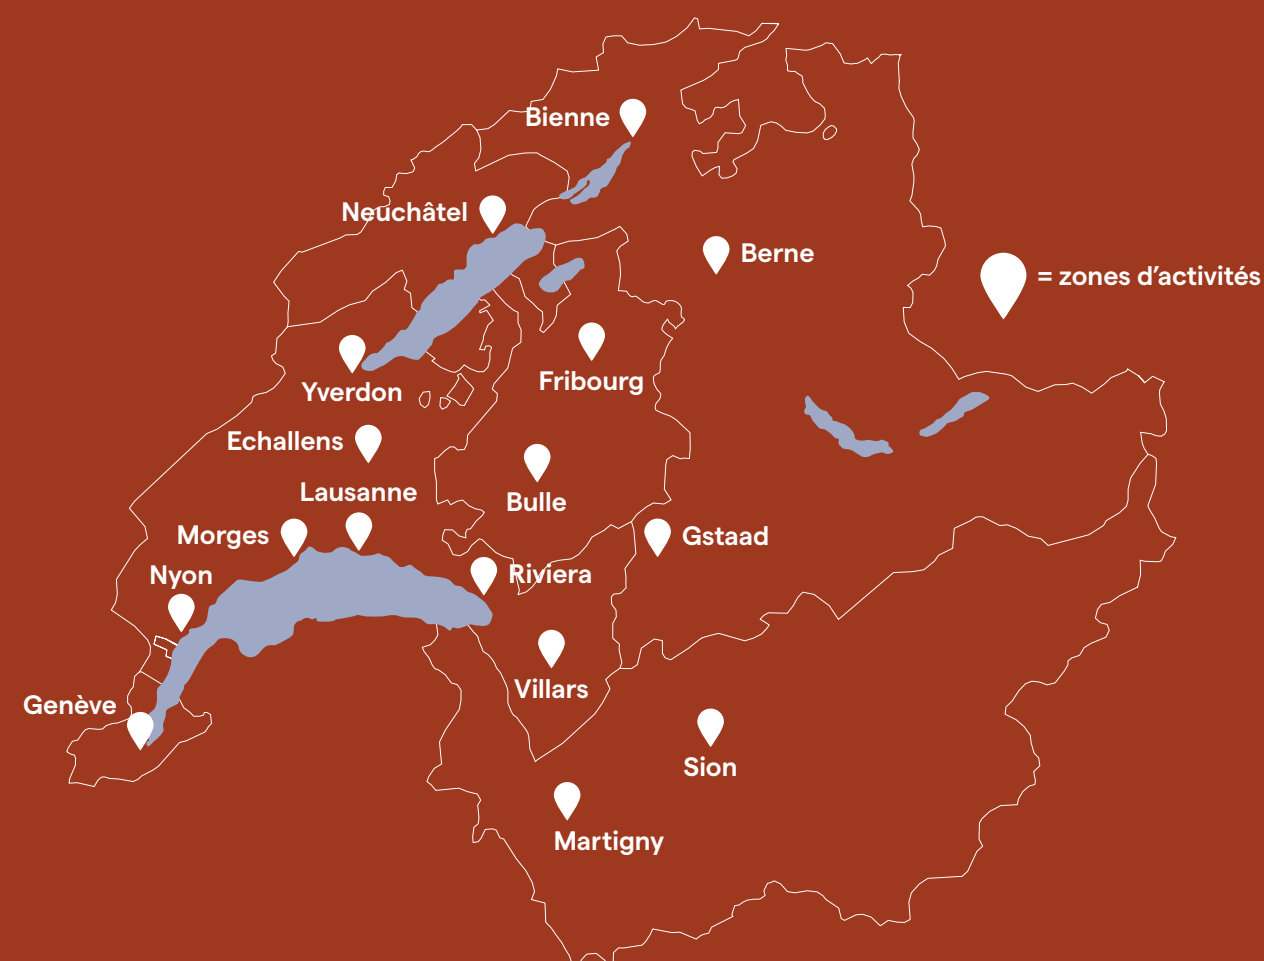 Bienne
Neuchâtel
Berne
= zones d’activités
Yverdon
Fribourg
Echallens
Lausanne
Bulle
Morges
Gstaad
Nyon
Riviera
Villars
Genève
Sion
Martigny